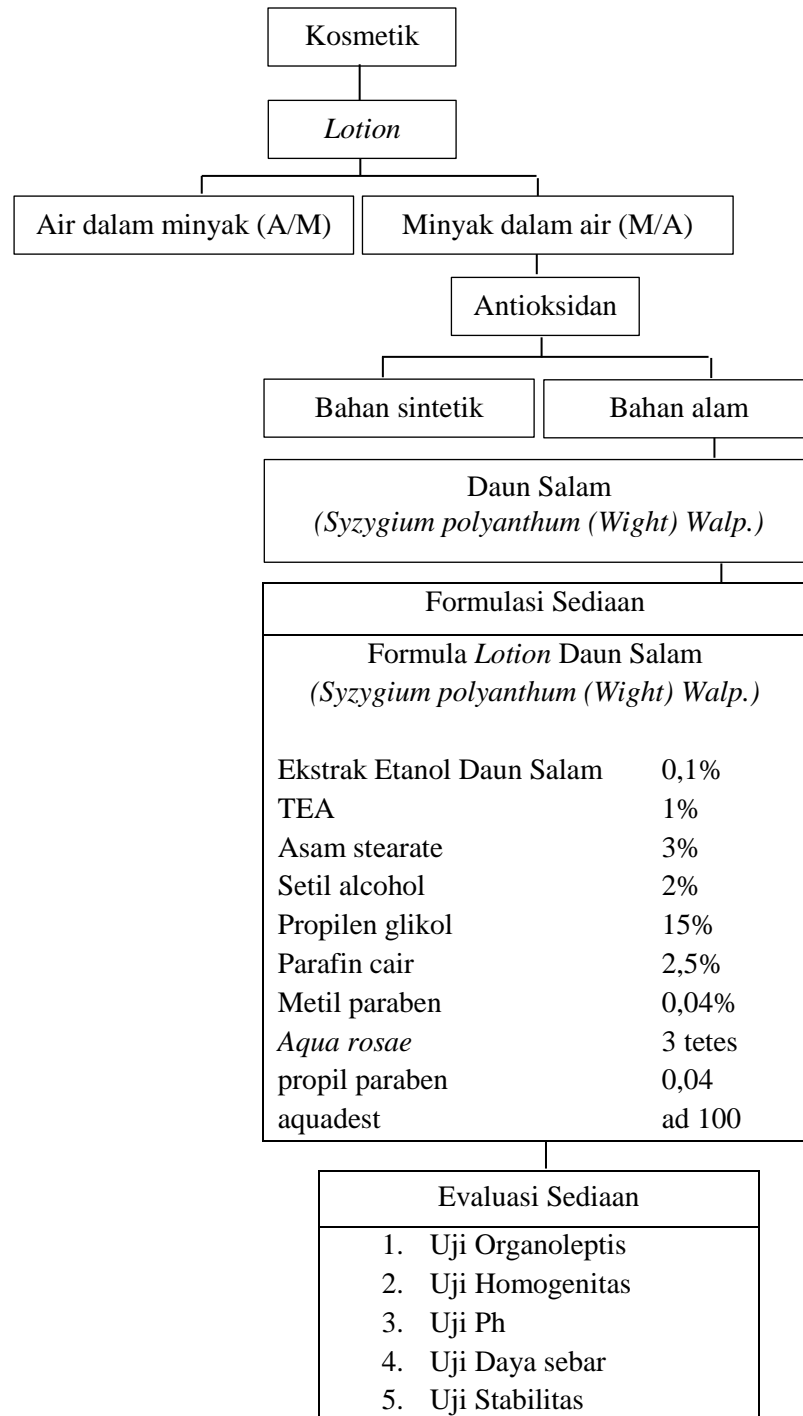 Kosmetik
Lotion
Air dalam minyak (A/M)
Minyak dalam air (M/A)
Antioksidan
Bahan sintetik
Bahan alam
Daun Salam
(Syzygium polyanthum (Wight) Walp.)
Formulasi Sediaan
Formula Lotion Daun Salam
(Syzygium polyanthum (Wight) Walp.)
Ekstrak Etanol Daun Salam 0,1%
TEA 1%
Asam stearate 3%
Setil alcohol 2%
Propilen glikol 15%
Parafin cair 2,5%
Metil paraben 0,04%
Aqua rosae 3 tetes
propil paraben 0,04
aquadest ad 100
Evaluasi Sediaan
1. Uji Organoleptis
2. Uji Homogenitas
3. Uji Ph
4. Uji Daya sebar
5. Uji Stabilitas